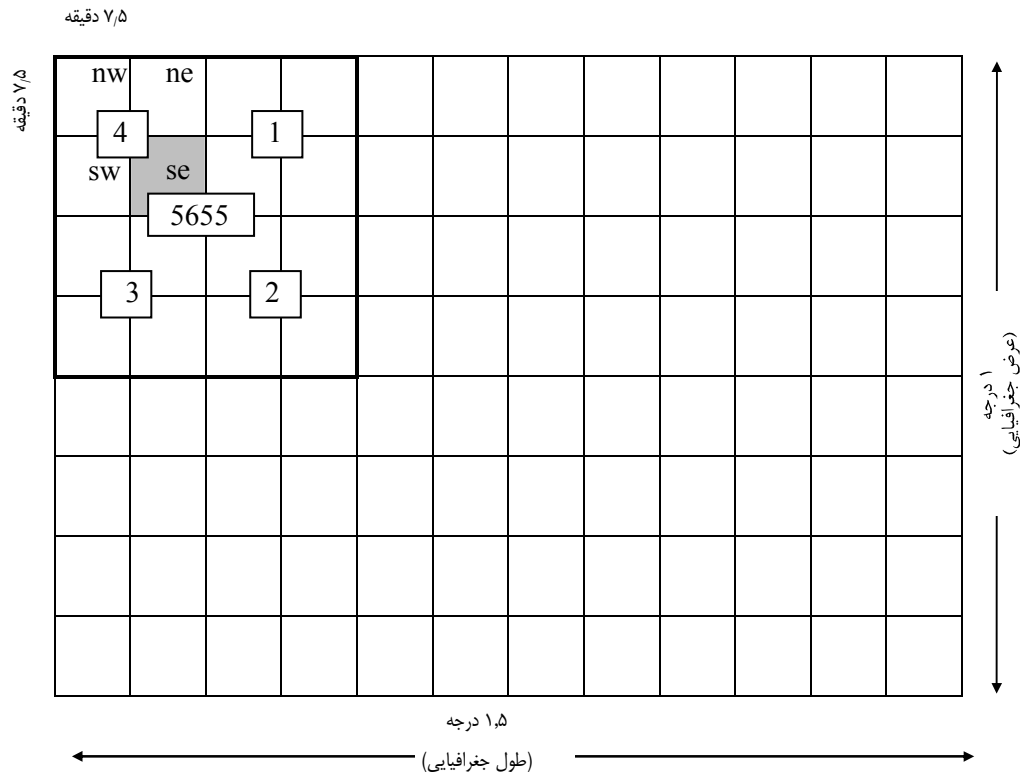 ۷٫۵ دقیقه
۷٫۵ دقیقه
nw ne
4 1
sw se
5655
3 2
۱ درجه
(عرض جغرافیایی)
۱٫۵ درجه
(طول جغرافیایی)